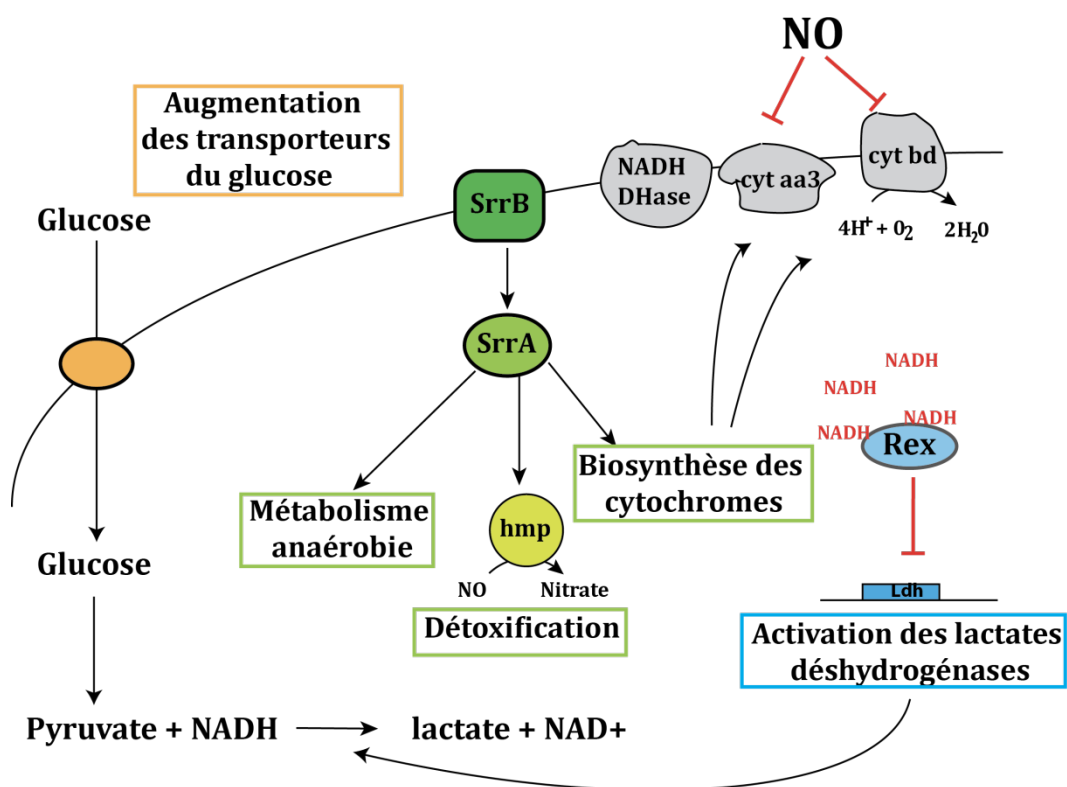 NO
Augmentation
des transporteurs
du glucose
NADH
DHase
cyt aa3
cyt bd
SrrB
Glucose
4H+ + O2
2H20
SrrA
NADH
NADH
NADH
NADH
Rex
Biosynthèse des
cytochromes
Métabolisme
anaérobie
hmp
Glucose
NO
Nitrate
Ldh
Détoxification
Activation des lactates
déshydrogénases
Pyruvate + NADH
lactate + NAD+